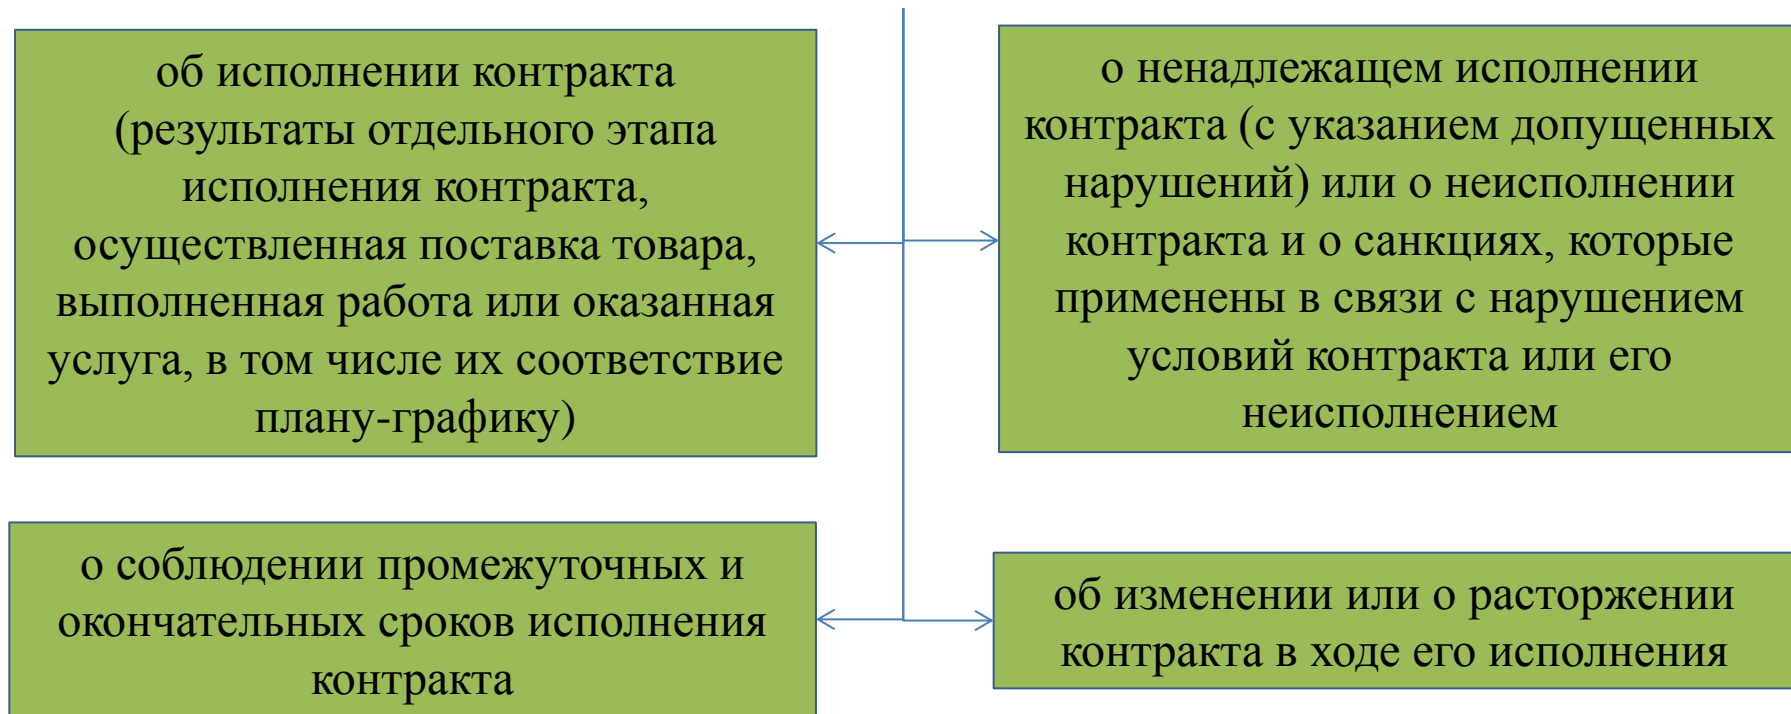 об исполнении контракта
(результаты отдельного этапа
исполнения контракта,
осуществленная поставка товара,
выполненная работа или оказанная
услуга, в том числе их соответствие
плану-графику)
о ненадлежащем исполнении
контракта (с указанием допущенных
нарушений) или о неисполнении
контракта и о санкциях, которые
применены в связи с нарушением
условий контракта или его
неисполнением
о соблюдении промежуточных и
окончательных сроков исполнения
контракта
об изменении или о расторжении
контракта в ходе его исполнения